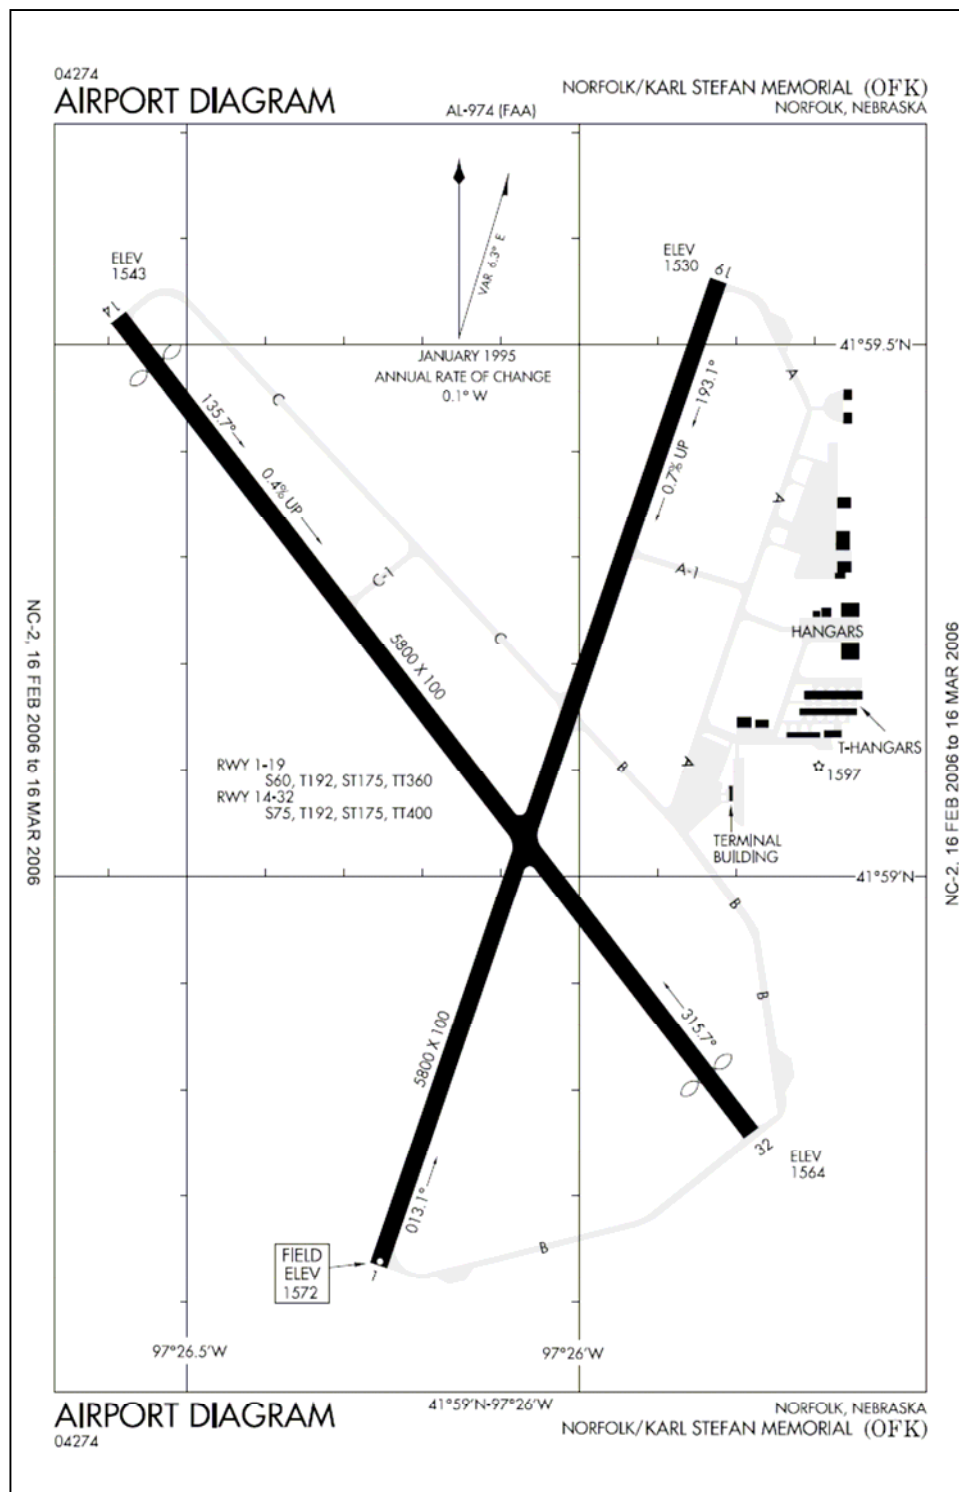 04274
AIRPORT DIAGRAM
AL-974 (FAA)
NORFOLK/KARL STEFAN MEMORIAL (OFK)
NORFOLK, NEBRASKA
ELEV
1543
14
VAR 6.3° E
JANUARY 1995
ANNUAL RATE OF CHANGE
0.1° W
ELEV
1530
19
41°59.5'N
135.7°
0.4% UP
C
C-1
C
5800 X 100
193.1°
0.7% UP
A
A
A-1
HANGARS
T-HANGARS
1597
A
B
TERMINAL
BUILDING
RWY 1-19
S60, T192, ST175, TT360
RWY 14-32
S75, T192, ST175, TT400
41°59'N
B
B
315.7°
5800 X 100
32
ELEV
1564
013.1°
B
FIELD
ELEV
1572
1
97°26.5'W
97°26'W
NC-2, 16 FEB 2006 to 16 MAR 2006
NC-2, 16 FEB 2006 to 16 MAR 2006
AIRPORT DIAGRAM
04274
41°59'N-97°26'W
NORFOLK, NEBRASKA
NORFOLK/KARL STEFAN MEMORIAL (OFK)